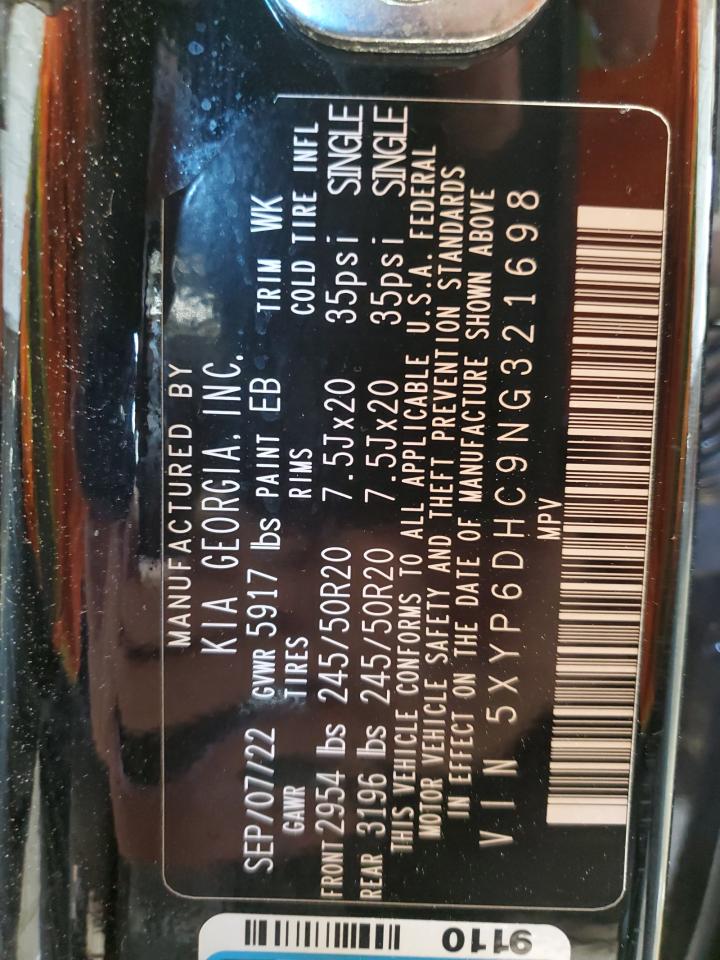 MANUFACTURED BY
KIA GEORGIA, INC.
SEP/07/22 GVWR 5917 lbs PAINT EB TRIM WK
GAWR TIRES RIMS COLD TIRE INFL
FRONT 2954 lbs 245/50R20 7.5Jx20 35psi SINGLE
REAR 3196 lbs 245/50R20 7.5Jx20 35psi SINGLE
THIS VEHICLE CONFORMS TO ALL APPLICABLE U.S.A. FEDERAL
MOTOR VEHICLE SAFETY AND THEFT PREVENTION STANDARDS
IN EFFECT ON THE DATE OF MANUFACTURE SHOWN ABOVE
VIN 5XYP6DHC9NG321698
MPV
9110